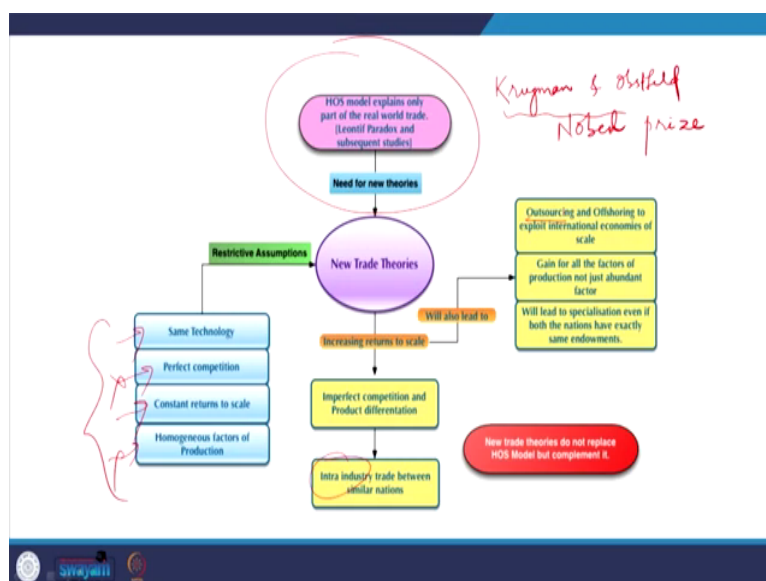 HOS model explains only
part of the real world trade.
(Leontif Paradox and
subsequent studies)
Krugman & Obstfeld
Nobel prize
Need for new theories
Restrictive Assumptions
New Trade Theories
Outsourcing and Offshoring to
exploit international economies of
scale
Gain for all the factors of
production not just abundant
factor
Will lead to specialisation even if
both the nations have exactly
same endowments.
Will also lead to
Increasing returns to scale
Same Technology
Perfect competition
Constant returns to scale
Homogeneous factors of
Production
Imperfect competition and
Product differentation
Intra industry trade between
similar nations
New trade theories do not replace
HOS Model but complement it.
swayam